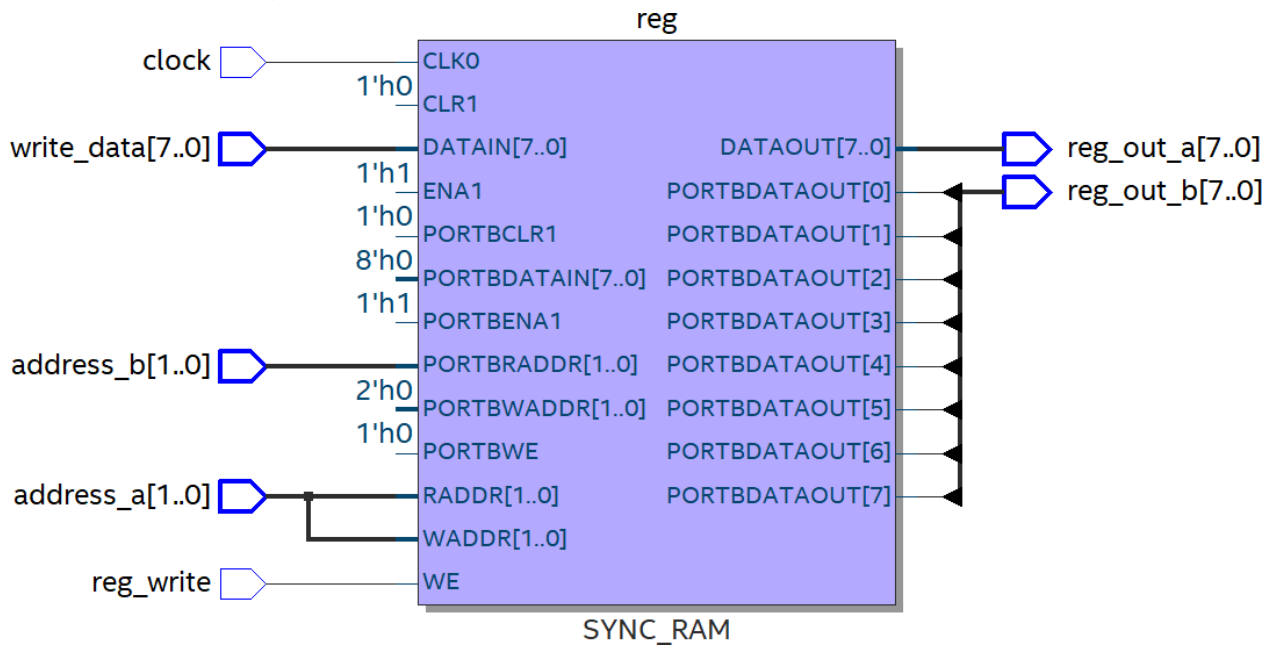 reg
clock
CLK0
1'h0
CLR1
write_data[7..0]
DATAIN[7..0]
DATAOUT[7..0]
reg_out_a[7..0]
1'h1
ENA1
PORTBDATAOUT[0]
reg_out_b[7..0]
1'h0
PORTBCLR1
PORTBDATAOUT[1]
8'h0
PORTBDATAIN[7..0]
PORTBDATAOUT[2]
1'h1
PORTBENA1
PORTBDATAOUT[3]
address_b[1..0]
PORTBRADDR[1..0]
PORTBDATAOUT[4]
2'h0
PORTBWADDR[1..0]
PORTBDATAOUT[5]
1'h0
PORTBWE
PORTBDATAOUT[6]
address_a[1..0]
RADDR[1..0]
PORTBDATAOUT[7]
WADDR[1..0]
reg_write
WE
SYNC_RAM